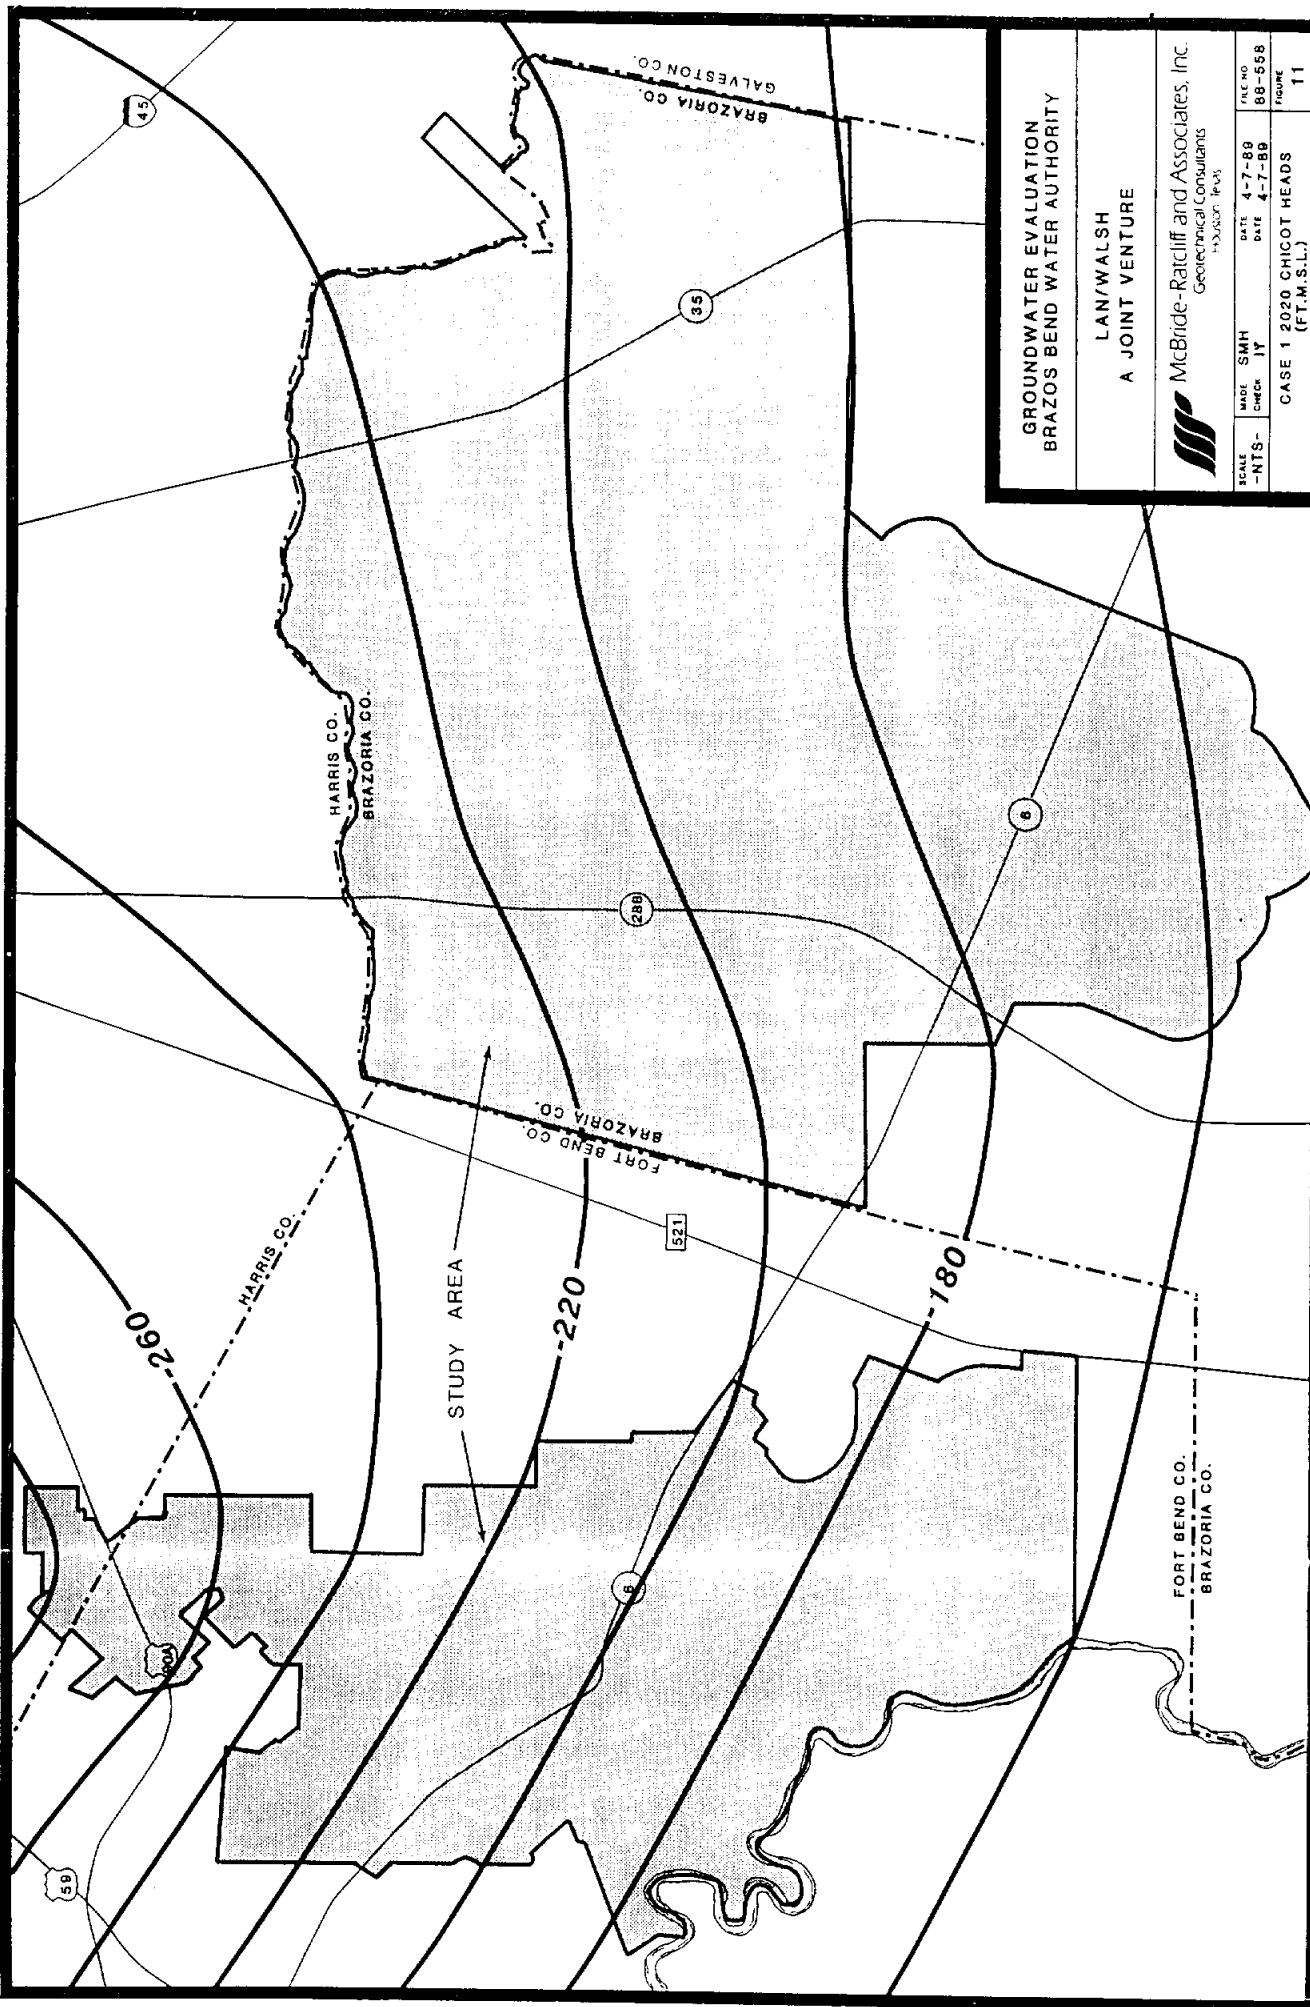 45
GALVESTON CO.
BRAZORIA CO.
35
HARRIS CO.
BRAZORIA CO.
288
6
HARRIS CO.
STUDY AREA
FORT BEND CO.
BRAZORIA CO.
521
-260
-220
-180
90A
6
59
FORT BEND CO.
BRAZORIA CO.
GROUNDWATER EVALUATION
BRAZOS BEND WATER AUTHORITY
LAN/WALSH
A JOINT VENTURE
McBride-Ratcliff and Associates, Inc.
Geotechnical Consultants
Houston, Texas
SCALE -NTS-
MADE SMH DATE 4-7-89
CHECK IY DATE 4-7-89
FILE NO 88-558
CASE 1 2020 CHICOT HEADS
(FT.M.S.L.)
FIGURE 11